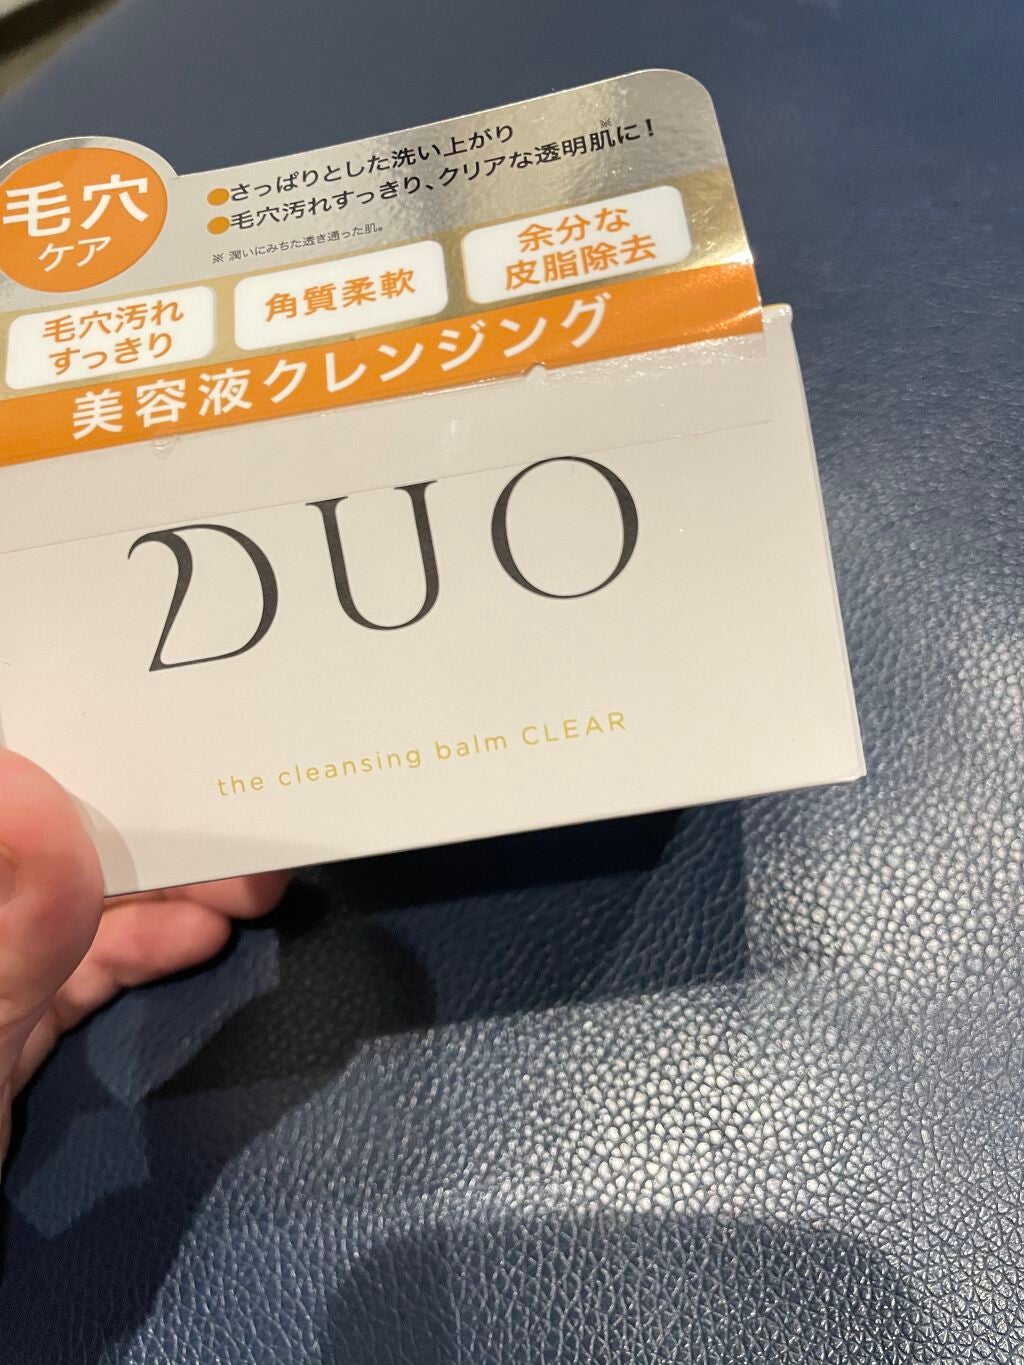 毛穴
ケア
●さっぱりとした洗い上がり
●毛穴汚れすっきり、クリアな透明肌※に!
※ 潤いにみちた透き通った肌。
毛穴汚れ
すっきり
角質柔軟
余分な
皮脂除去
美容液クレンジング
DUO
the cleansing balm CLEAR